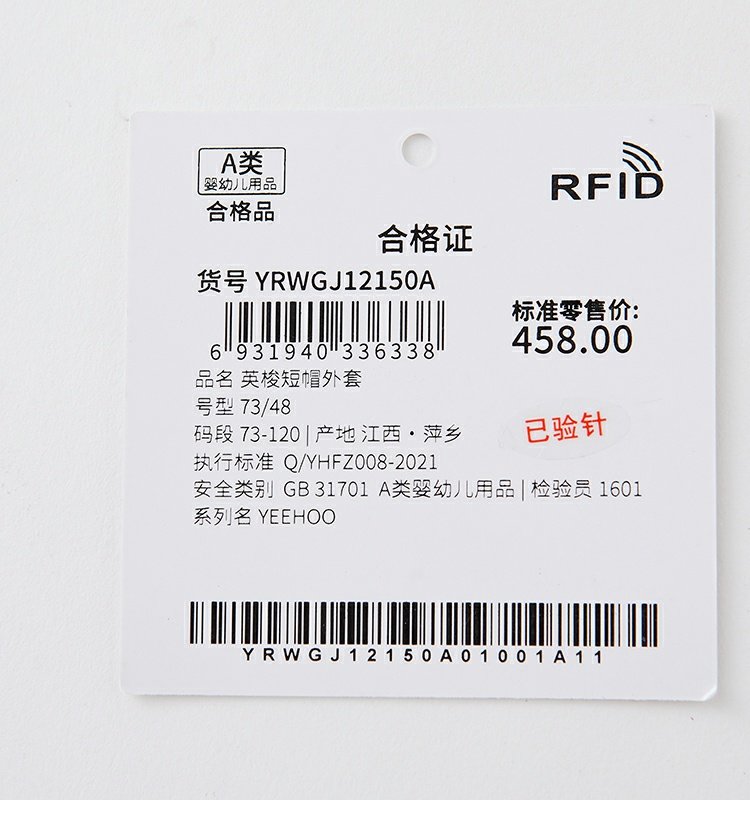 A类
婴幼儿用品
合格品
RFID
合格证
货号 YRWGJ12150A
6 931940 336338
标准零售价:
458.00
品名 英梭短帽外套
号型 73/48
码段 73-120 | 产地 江西·萍乡
已验针
执行标准 Q/YHFZ008-2021
安全类别 GB 31701 A类婴幼儿用品 | 检验员 1601
系列名 YEEHOO
YRWGJ12150A01001A11